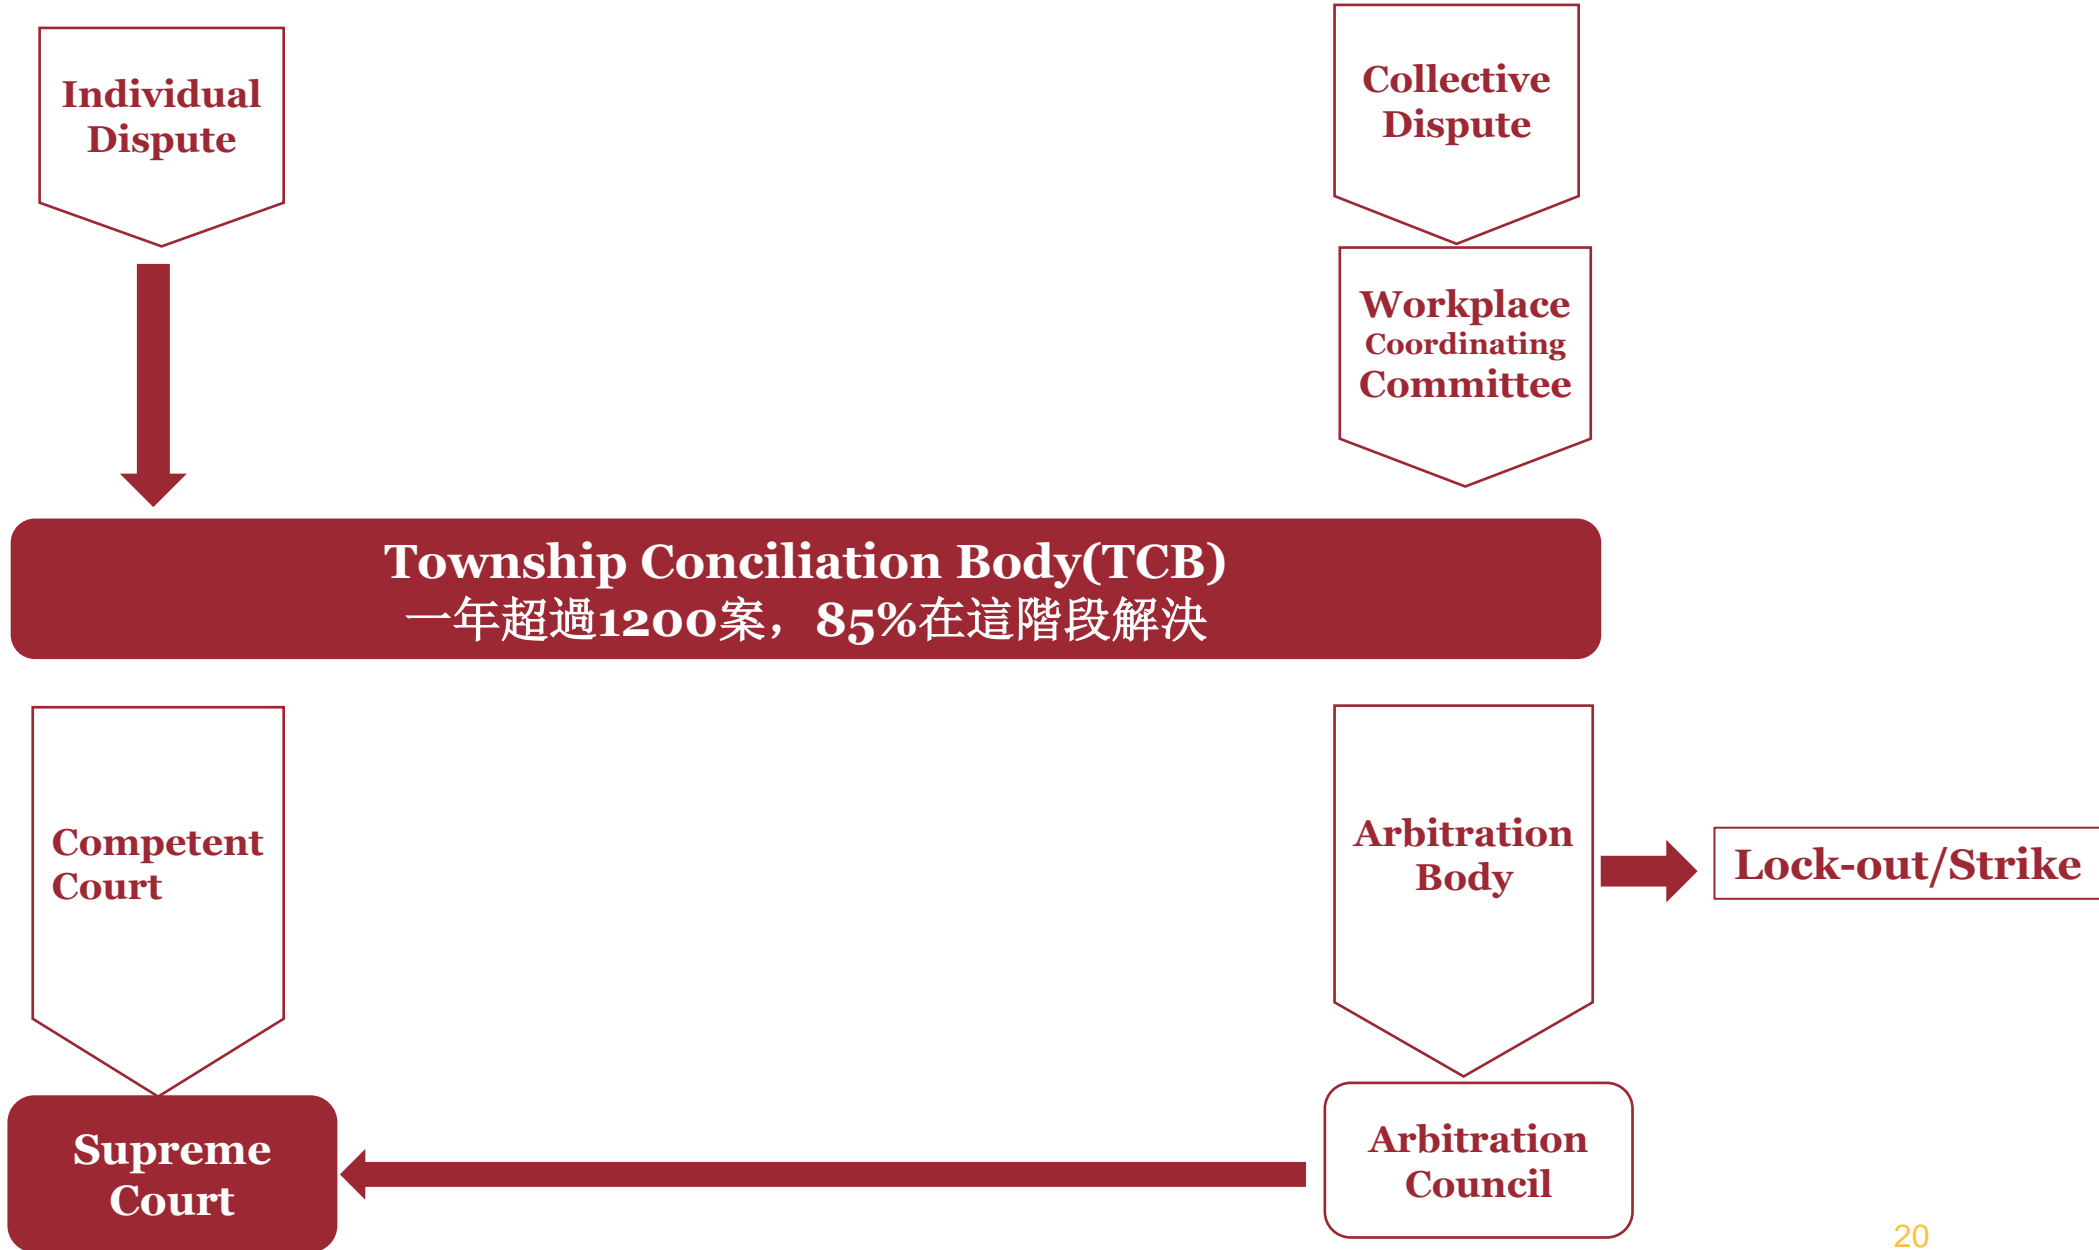 Individual
Dispute
Collective
Dispute
Workplace
Coordinating
Committee
Township Conciliation Body(TCB)
一年超過1200案，85%在這階段解決
Competent
Court
Arbitration
Body
Lock-out/Strike
Supreme
Court
Arbitration
Council
20